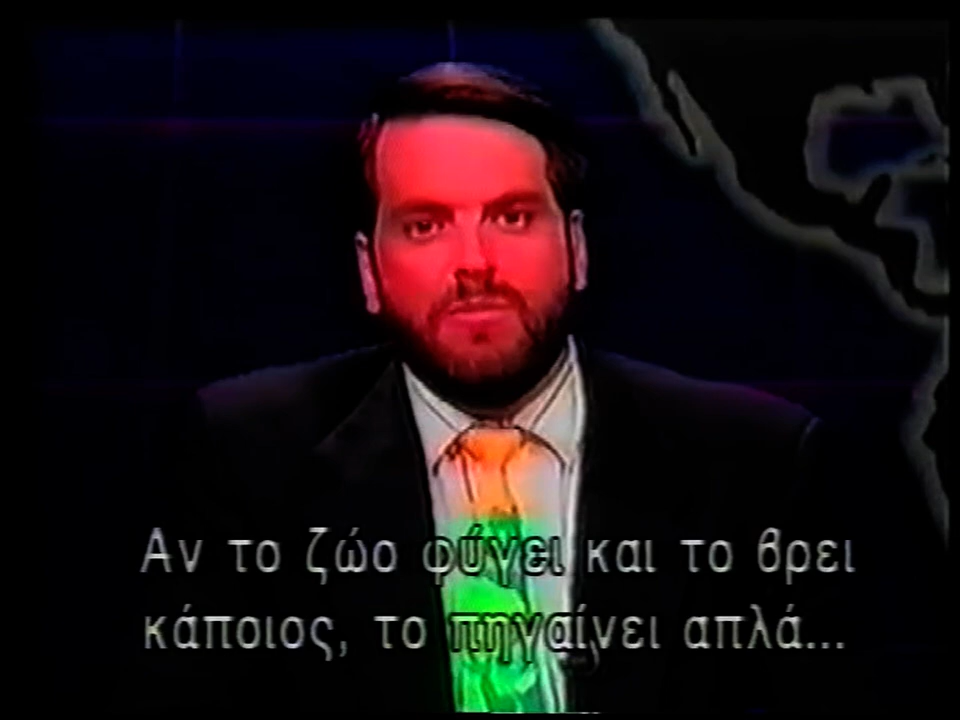 Αν το ζώο φύγει και το βρει
κάποιος, το πηγαίνει απλά...